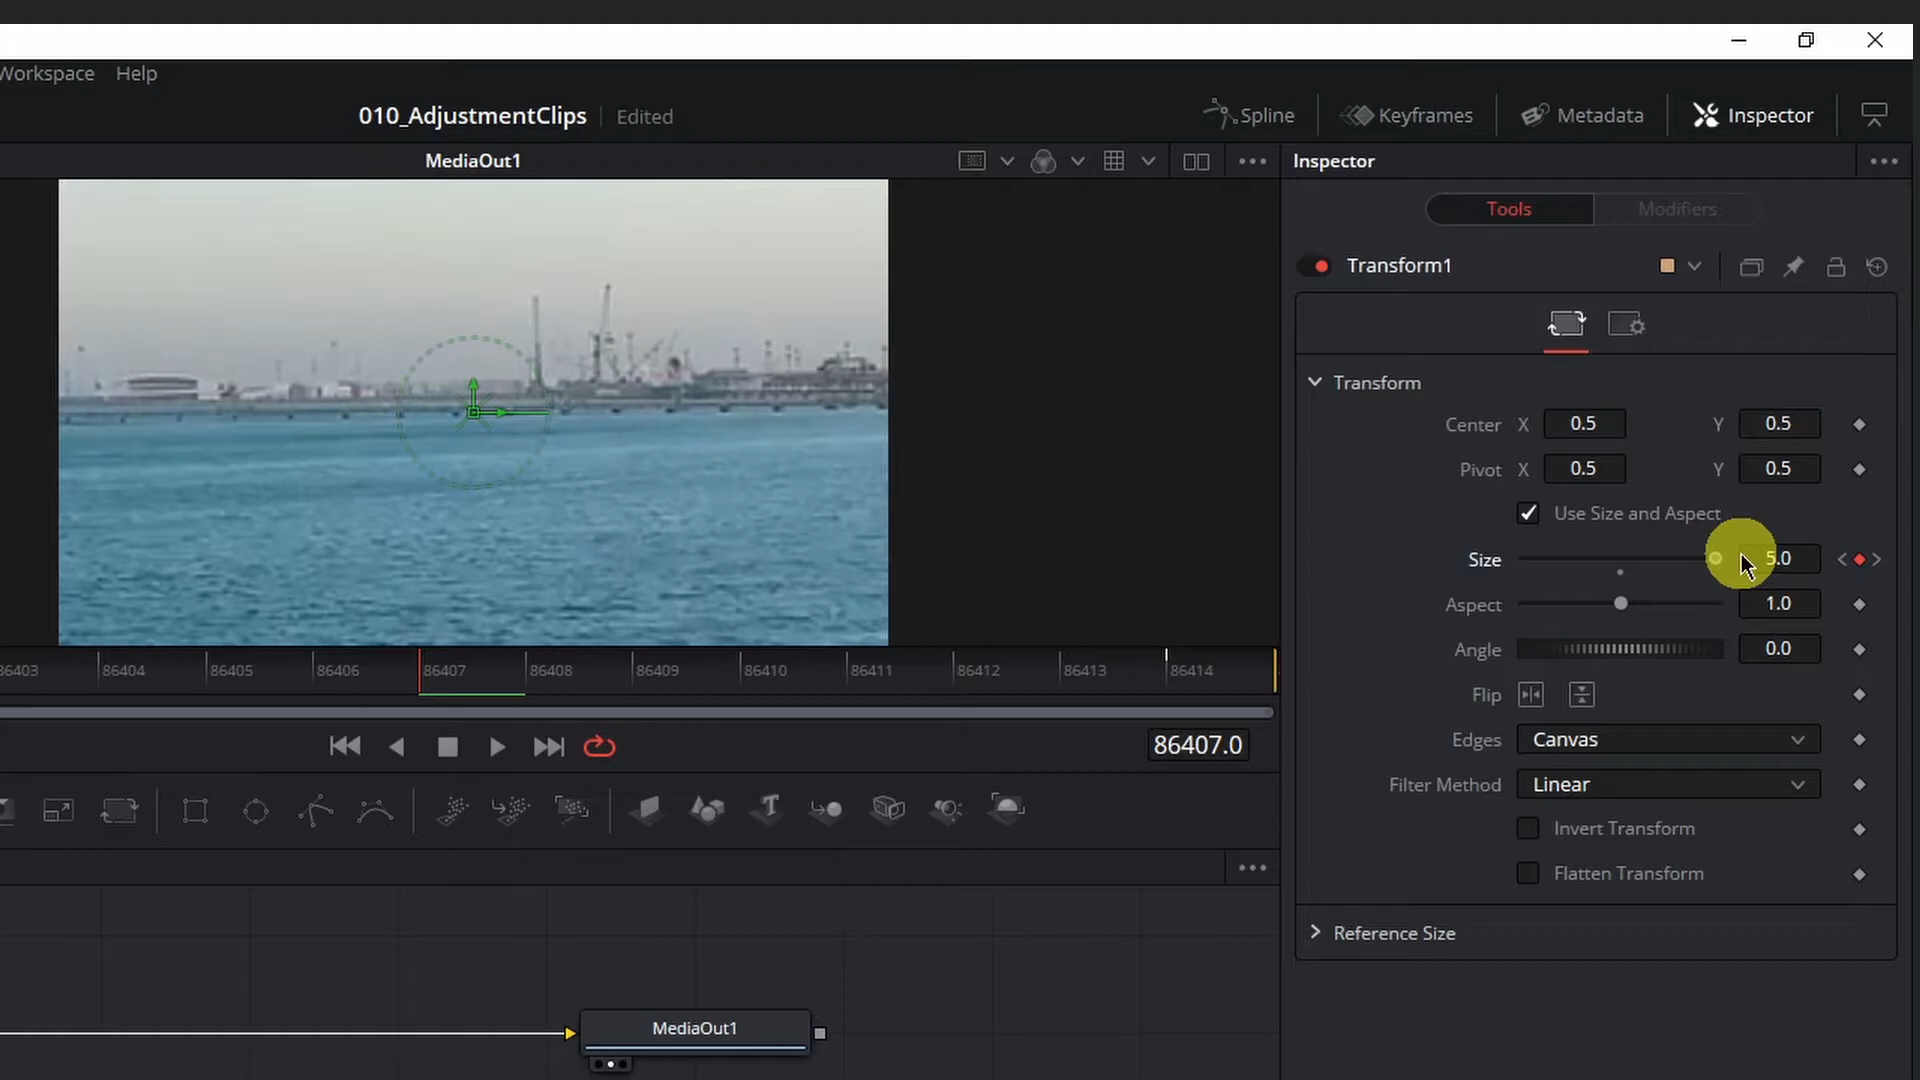 Workspace Help
010_AdjustmentClips Edited
Spline Keyframes Metadata Inspector
MediaOut1
Inspector
Tools Modifiers
Transform1
Transform
Center X 0.5 Y 0.5
Pivot X 0.5 Y 0.5
Use Size and Aspect
Size 5.0
Aspect 1.0
Angle 0.0
Flip
Edges Canvas
Filter Method Linear
Invert Transform
Flatten Transform
Reference Size
86403 86404 86405 86406 86407 86408 86409 86410 86411 86412 86413 86414
86407.0
MediaOut1